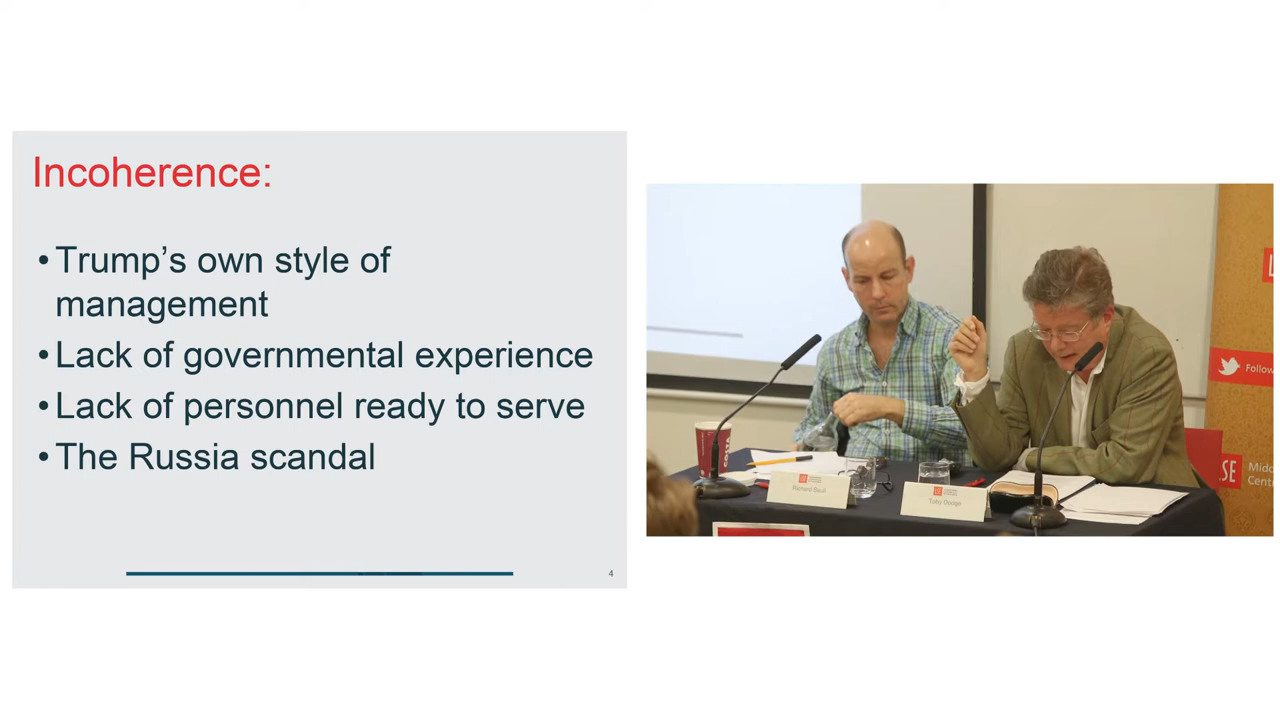 Incoherence:
• Trump’s own style of
management
• Lack of governmental experience
• Lack of personnel ready to serve
• The Russia scandal
4
Richard
Toby Dodge
COSTA
Follow
SE
Midd
Cent